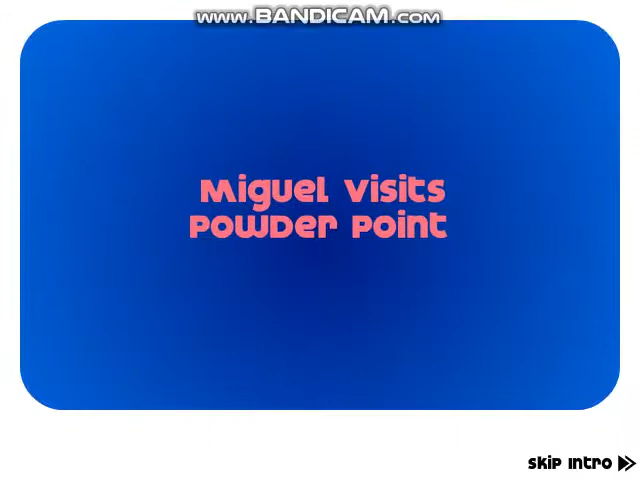 www.BANDICAM.com
Miguel Visits
Powder Point
skip intro